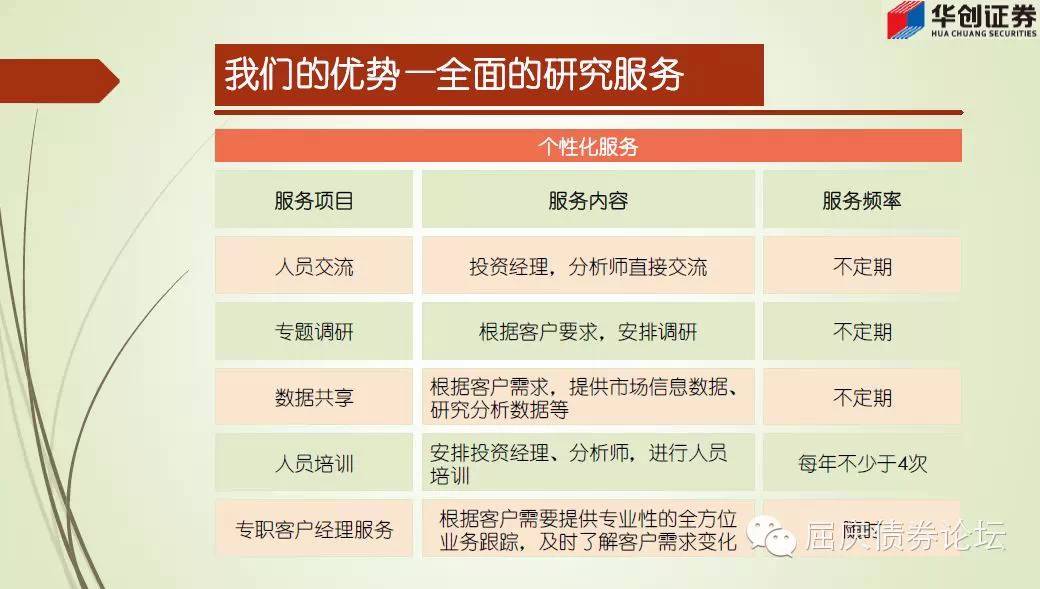 华创证券
HUA CHUANG SECURITIES
我们的优势—全面的研究服务
个性化服务
服务项目 服务内容 服务频率
人员交流 投资经理，分析师直接交流 不定期
专题调研 根据客户要求，安排调研 不定期
数据共享 根据客户需求，提供市场信息数据、
研究分析数据等 不定期
人员培训 安排投资经理、分析师，进行人员
培训 每年不少于4次
专职客户经理服务 根据客户需要提供专业性的全方位
业务跟踪，及时了解客户需求变化 随时
屈庆债券论坛